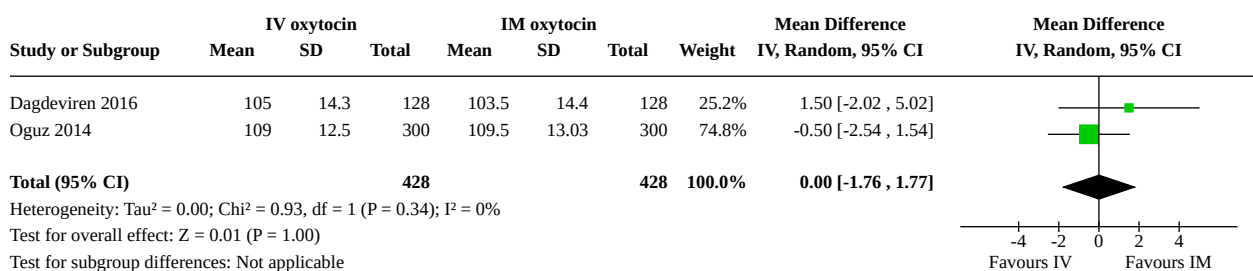 IV oxytocin IM oxytocin Mean Difference Mean Difference
Study or Subgroup Mean SD Total Mean SD Total Weight IV, Random, 95% CI IV, Random, 95% CI
Dagdeviren 2016 105 14.3 128 103.5 14.4 128 25.2% 1.50 [-2.02 , 5.02]
Oguz 2014 109 12.5 300 109.5 13.03 300 74.8% -0.50 [-2.54 , 1.54]
Total (95% CI) 428 428 100.0% 0.00 [-1.76 , 1.77]
Heterogeneity: Tau² = 0.00; Chi² = 0.93, df = 1 (P = 0.34); I² = 0%
Test for overall effect: Z = 0.01 (P = 1.00)
-4 -2 0 2 4
Test for subgroup differences: Not applicable
Favours IV Favours IM